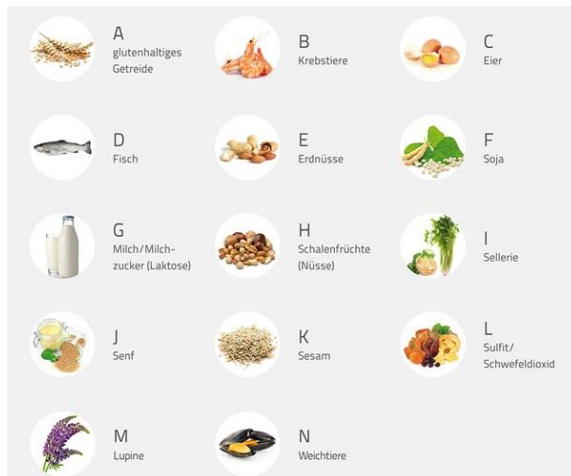 A
glutenhaltiges
Getreide
B
Krebstiere
C
Eier
D
Fisch
E
Erdnüsse
F
Soja
G
Milch/Milch-
zucker (Laktose)
H
Schalenfrüchte
(Nüsse)
I
Sellerie
J
Senf
K
Sesam
L
Sulfit/
Schwefeldioxid
M
Lupine
N
Weichtiere